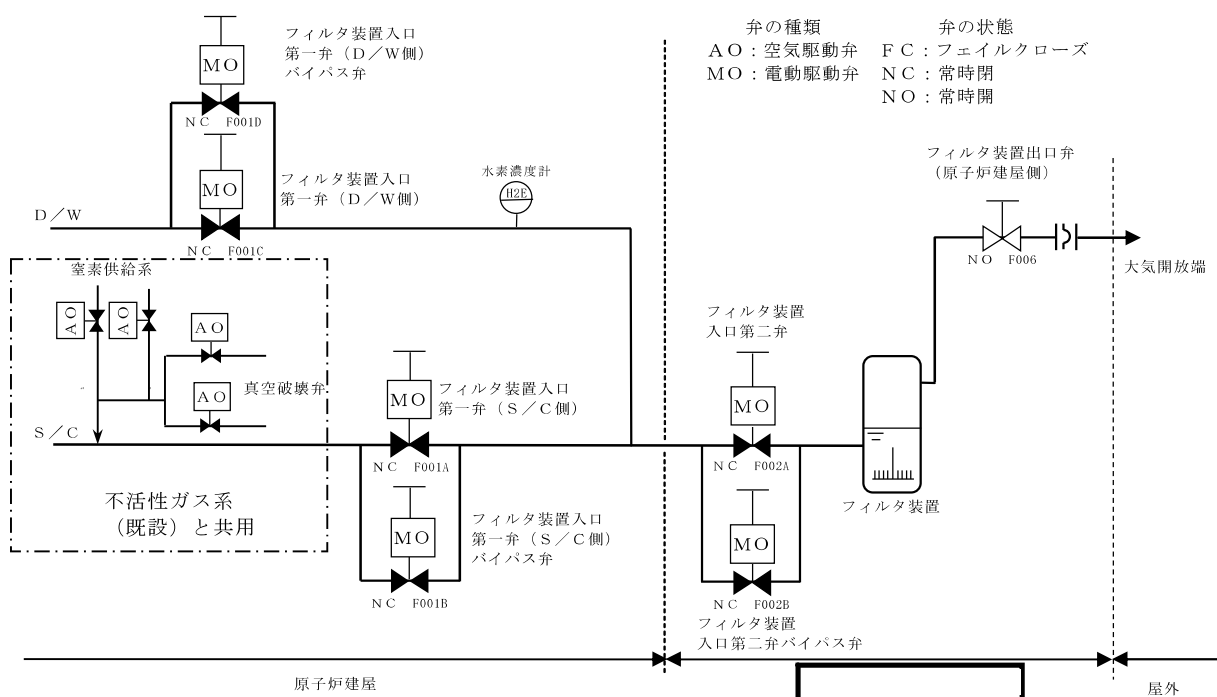 弁の種類
AO：空気駆動弁
MO：電動駆動弁
弁の状態
FC：フェイルクローズ
NC：常時閉
NO：常時開
フィルタ装置入口
第一弁（D／W側）
バイパス弁
MO
NC F001D
フィルタ装置入口
第一弁（D／W側）
MO
NC F001C
D／W
水素濃度計
H2E
フィルタ装置出口弁
（原子炉建屋側）
NO F006
大気開放端
窒素供給系
AO
AO
AO
AO
真空破壊弁
S／C
不活性ガス系
（既設）と共用
フィルタ装置入口
第一弁（S／C側）
MO
NC F001A
フィルタ装置入口
第一弁（S／C側）
バイパス弁
MO
NC F001B
フィルタ装置
入口第二弁
MO
NC F002A
MO
NC F002B
フィルタ装置
入口第二弁バイパス弁
フィルタ装置
原子炉建屋
屋外